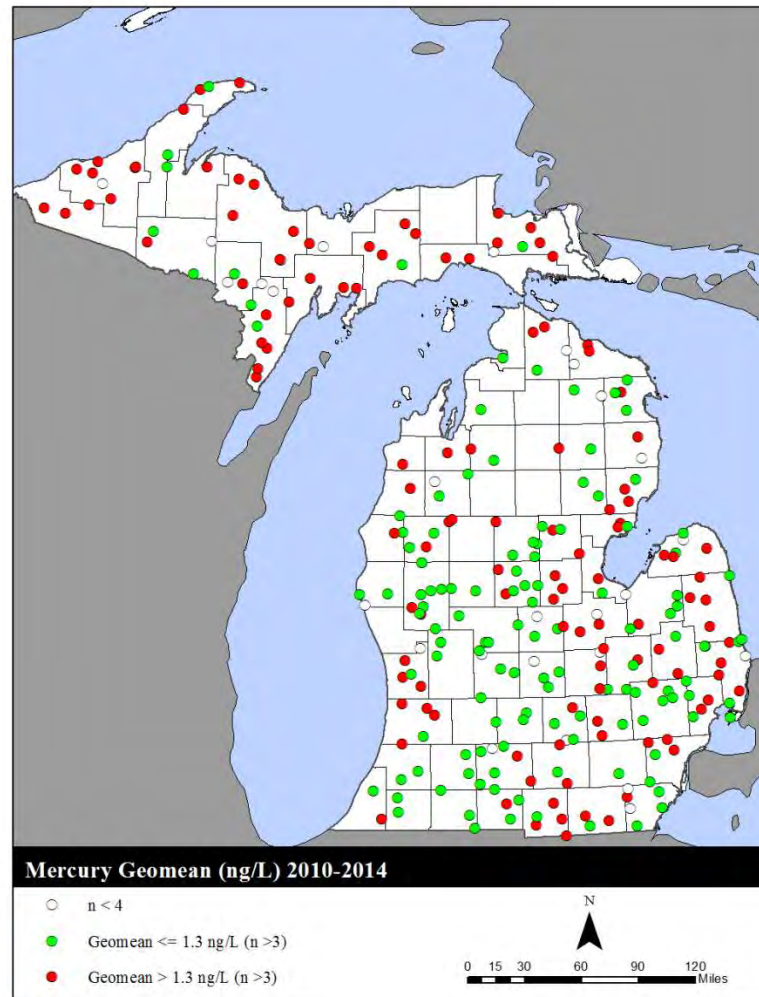 Mercury Geomean (ng/L) 2010-2014
n < 4
Geomean <= 1.3 ng/L (n >3)
Geomean > 1.3 ng/L (n >3)
N
0 15 30 60 90 120
Miles